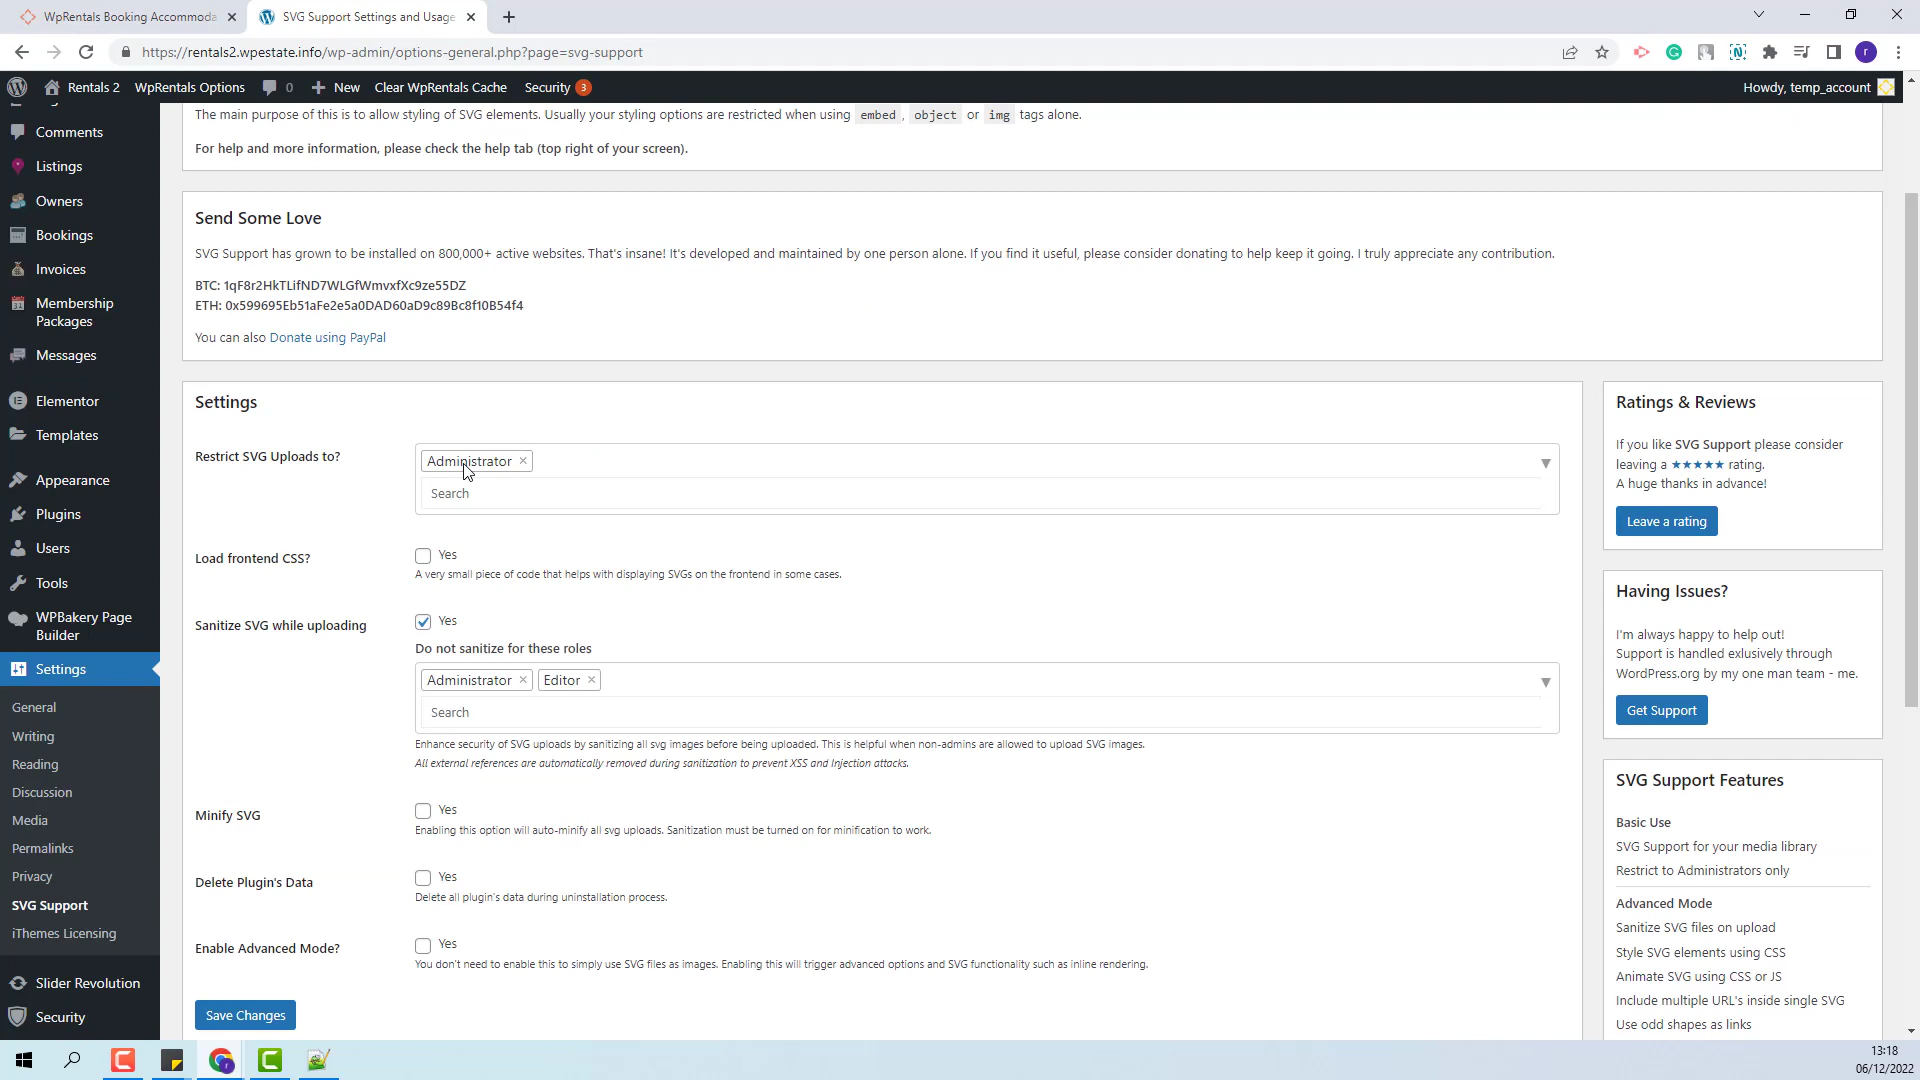 WpRentals Booking Accommoda
SVG Support Settings and Usage
https://rentals2.wpestate.info/wp-admin/options-general.php?page=svg-support
Rentals 2
WpRentals Options
0
New
Clear WpRentals Cache
Security 3
Howdy, temp_account
Comments
Listings
Owners
Bookings
Invoices
Membership
Packages
Messages
Elementor
Templates
Appearance
Plugins
Users
Tools
WPBakery Page
Builder
Settings
General
Writing
Reading
Discussion
Media
Permalinks
Privacy
SVG Support
iThemes Licensing
Slider Revolution
Security
The main purpose of this is to allow styling of SVG elements. Usually your styling options are restricted when using embed , object or img tags alone.
For help and more information, please check the help tab (top right of your screen).
Send Some Love
SVG Support has grown to be installed on 800,000+ active websites. That's insane! It's developed and maintained by one person alone. If you find it useful, please consider donating to help keep it going. I truly appreciate any contribution.
BTC: 1qF8r2HkTLifND7WLGfWmvxfXc9ze55DZ
ETH: 0x599695Eb51aFe2e5a0DAD60aD9c89Bc8f10B54f4
You can also Donate using PayPal
Settings
Restrict SVG Uploads to?
Administrator ×
Search
Load frontend CSS?
Yes
A very small piece of code that helps with displaying SVGs on the frontend in some cases.
Sanitize SVG while uploading
Yes
Do not sanitize for these roles
Administrator × Editor ×
Search
Enhance security of SVG uploads by sanitizing all svg images before being uploaded. This is helpful when non-admins are allowed to upload SVG images.
All external references are automatically removed during sanitization to prevent XSS and Injection attacks.
Minify SVG
Yes
Enabling this option will auto-minify all svg uploads. Sanitization must be turned on for minification to work.
Delete Plugin's Data
Yes
Delete all plugin's data during uninstallation process.
Enable Advanced Mode?
Yes
You don't need to enable this to simply use SVG files as images. Enabling this will trigger advanced options and SVG functionality such as inline rendering.
Save Changes
Ratings & Reviews
If you like SVG Support please consider
leaving a ★★★★★ rating.
A huge thanks in advance!
Leave a rating
Having Issues?
I'm always happy to help out!
Support is handled exlusively through
WordPress.org by my one man team - me.
Get Support
SVG Support Features
Basic Use
SVG Support for your media library
Restrict to Administrators only
Advanced Mode
Sanitize SVG files on upload
Style SVG elements using CSS
Animate SVG using CSS or JS
Include multiple URL's inside single SVG
Use odd shapes as links
13:18
06/12/2022